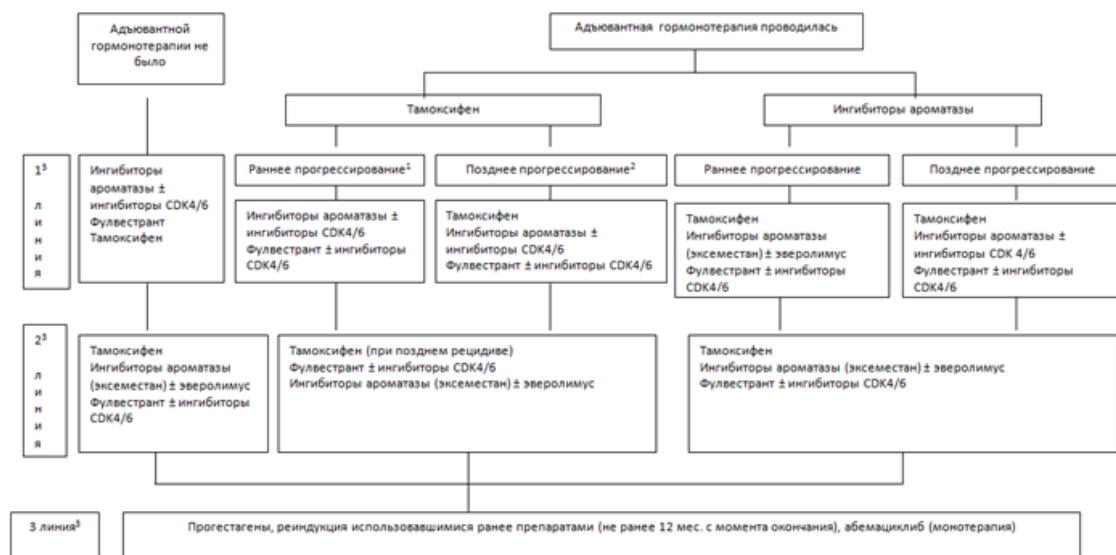 Адъювантной
гормонотерапии не
было
Адъювантная гормонотерапия проводилась
Тамоксифен
Ингибиторы ароматазы
1³
л
и
н
и
я
Ингибиторы
ароматазы ±
ингибиторы CDK4/6
Фулвестрант
Тамоксифен
Раннее прогрессирование¹
Позднее прогрессирование²
Раннее прогрессирование
Позднее прогрессирование
Ингибиторы ароматазы ±
ингибиторы CDK4/6
Фулвестрант ± ингибиторы
CDK4/6
Тамоксифен
Ингибиторы ароматазы ±
ингибиторы CDK4/6
Фулвестрант ± ингибиторы CDK4/6
Тамоксифен
Ингибиторы ароматазы
(эксеместан) ± эверолимус
Фулвестрант ± ингибиторы
CDK4/6
Тамоксифен
Ингибиторы ароматазы ±
ингибиторы CDK 4/6
Фулвестрант ± ингибиторы
CDK4/6
2³
л
и
н
и
я
Тамоксифен
Ингибиторы ароматазы
(эксеместан) ± эверолимус
Фулвестрант ± ингибиторы
CDK4/6
Тамоксифен (при позднем рецидиве)
Фулвестрант ± ингибиторы CDK4/6
Ингибиторы ароматазы (эксеместан) ± эверолимус
Тамоксифен
Ингибиторы ароматазы (эксеместан) ± эверолимус
Фулвестрант ± ингибиторы CDK4/6
3 линия³
Прогестагены, реиндукция использовавшимися ранее препаратами (не ранее 12 мес. с момента окончания), абемациклиб (монотерапия)